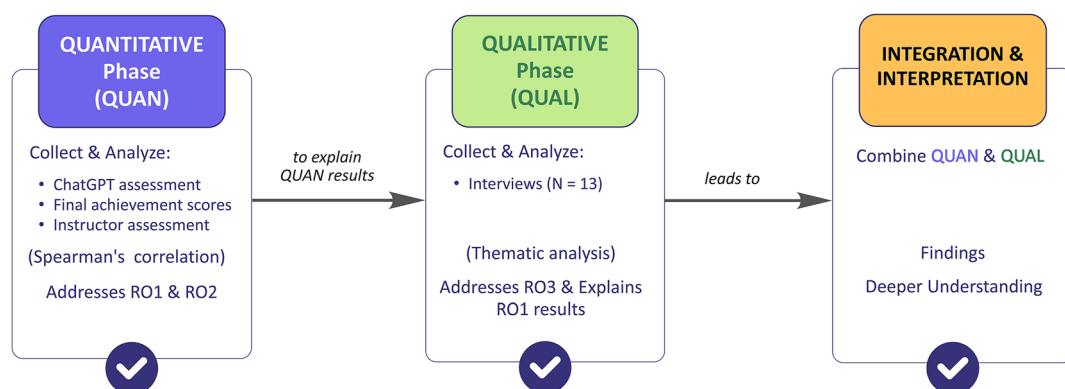 QUANTITATIVE
Phase
(QUAN)
Collect & Analyze:
• ChatGPT assessment
• Final achievement scores
• Instructor assessment
(Spearman's correlation)
Addresses RO1 & RO2
to explain
QUAN results
QUALITATIVE
Phase
(QUAL)
Collect & Analyze:
• Interviews (N = 13)
(Thematic analysis)
Addresses RO3 & Explains
RO1 results
leads to
INTEGRATION &
INTERPRETATION
Combine QUAN & QUAL
Findings
Deeper Understanding